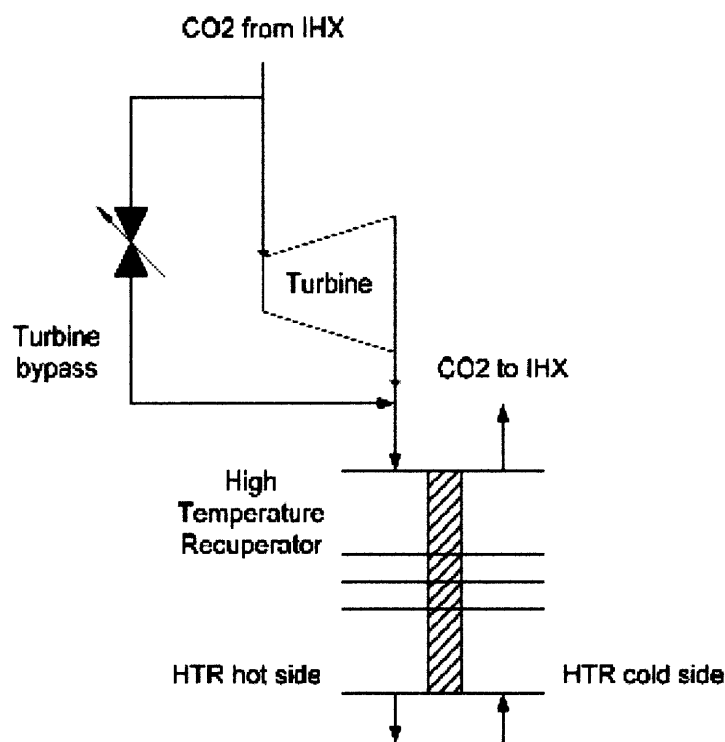 CO2 from IHX
Turbine
Turbine
bypass
CO2 to IHX
High
Temperature
Recuperator
HTR hot side
HTR cold side